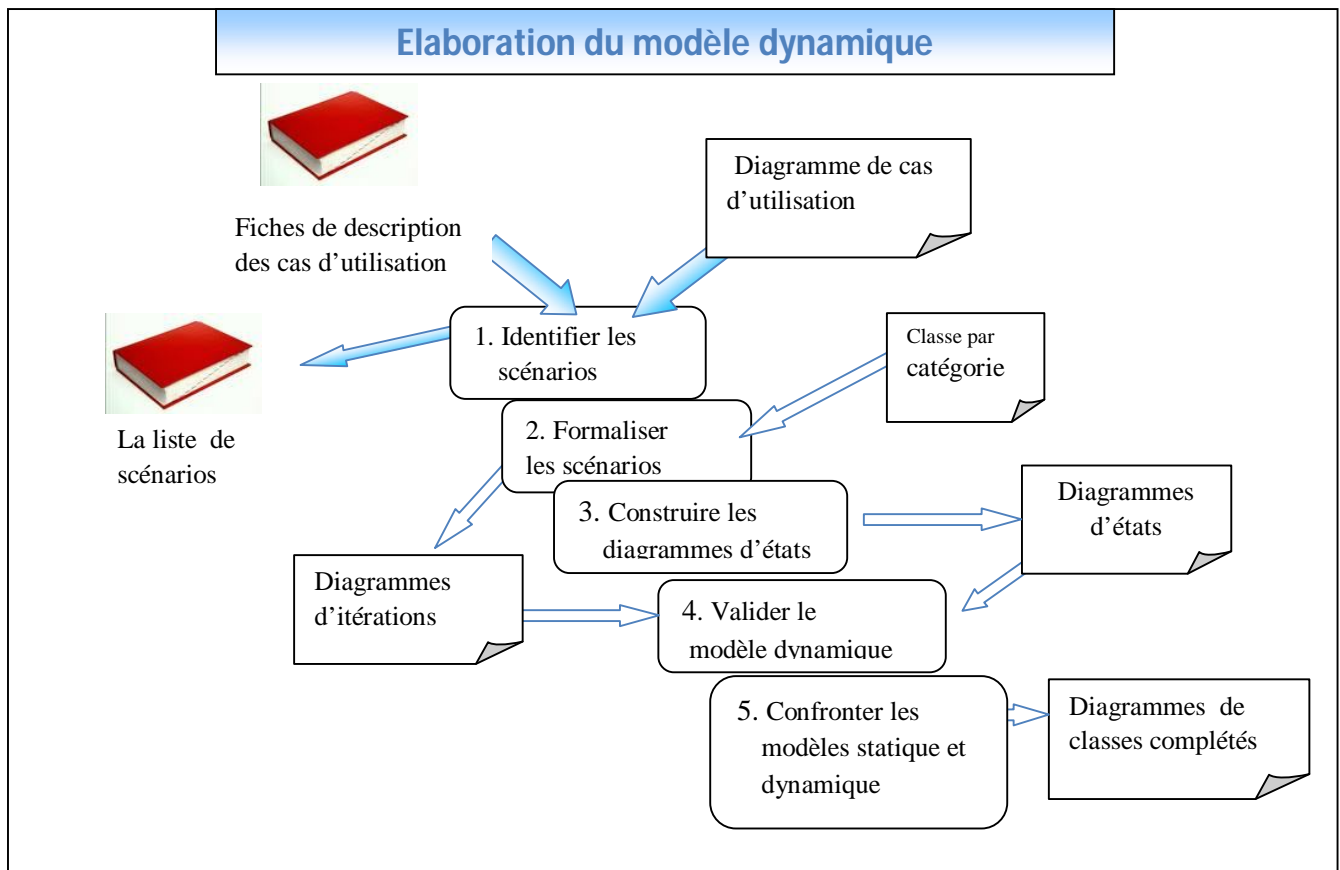 Elaboration du modèle dynamique
Diagramme de cas
d’utilisation
Fiches de description
des cas d’utilisation
1. Identifier les
scénarios
Classe par
catégorie
La liste de
scénarios
2. Formaliser
les scénarios
3. Construire les
diagrammes d’états
Diagrammes
d’états
Diagrammes
d’itérations
4. Valider le
modèle dynamique
5. Confronter les
modèles statique et
dynamique
Diagrammes de
classes complétés